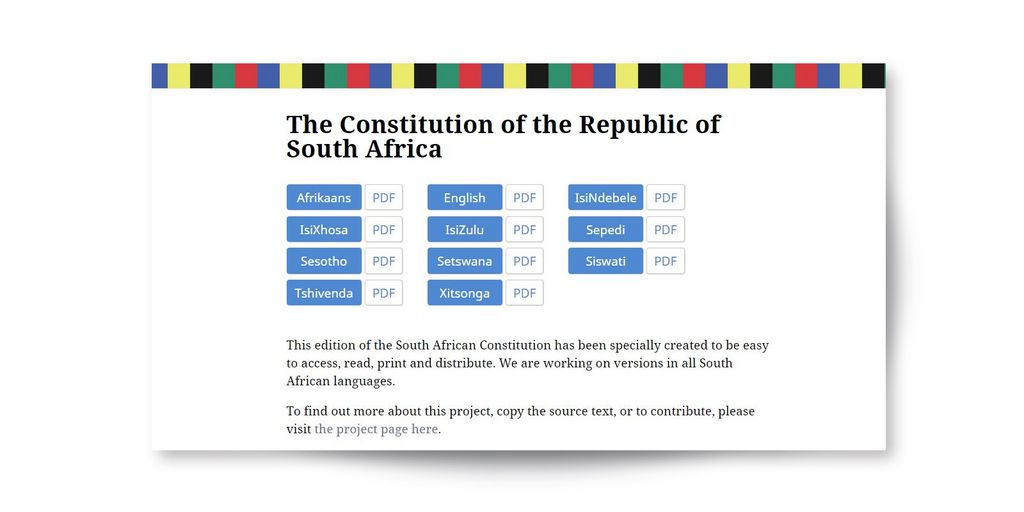 The Constitution of the Republic of
South Africa
Afrikaans PDF English PDF IsiNdebele PDF
IsiXhosa PDF IsiZulu PDF Sepedi PDF
Sesotho PDF Setswana PDF Siswati PDF
Tshivenda PDF Xitsonga PDF
This edition of the South African Constitution has been specially created to be easy
to access, read, print and distribute. We are working on versions in all South
African languages.
To find out more about this project, copy the source text, or to contribute, please
visit the project page here.